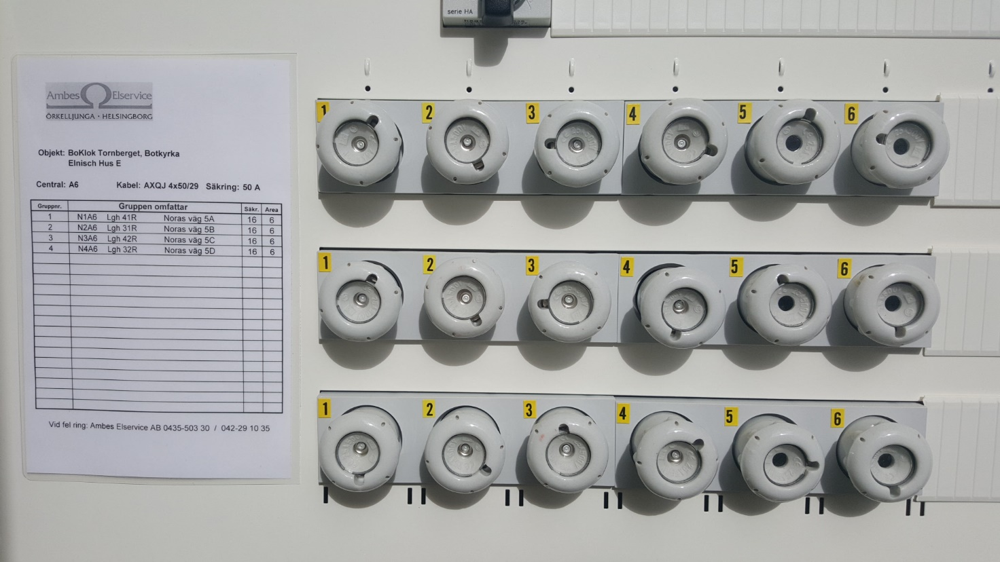 serie HA
Ambes Elservice
ÖRKELLJUNGA · HELSINGBORG
Objekt: BoKlok Tornberget, Botkyrka
Elnisch Hus E
Central: A6 Kabel: AXQJ 4x50/29 Säkring: 50 A
Gruppnr. Gruppen omfattar Säkr. Area
1 N1A6 Lgh 41R Noras väg 5A 16 6
2 N2A6 Lgh 31R Noras väg 5B 16 6
3 N3A6 Lgh 42R Noras väg 5C 16 6
4 N4A6 Lgh 32R Noras väg 5D 16 6
Vid fel ring: Ambes Elservice AB 0435-503 30 / 042-29 10 35
1 2 3 4 5 6
1 2 3 4 5 6
1 2 3 4 5 6